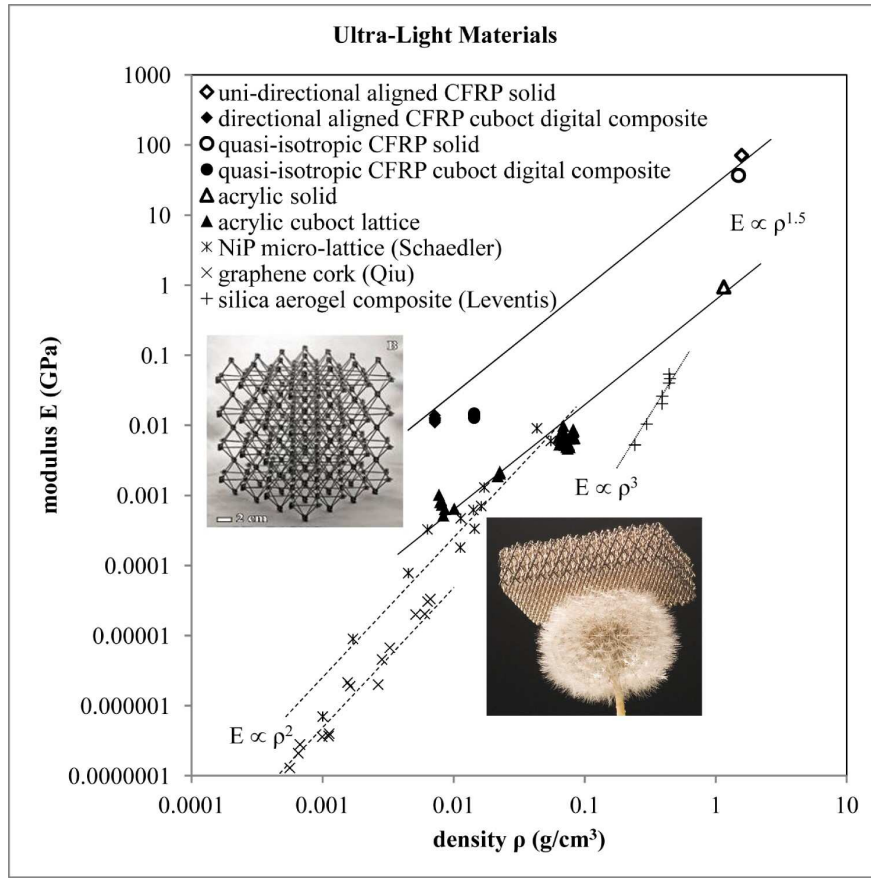 Ultra-Light Materials
1000
100
10
1
0.1
0.01
0.001
0.0001
0.00001
0.000001
0.0000001
modulus E (GPa)
uni-directional aligned CFRP solid
directional aligned CFRP cuboct digital composite
quasi-isotropic CFRP solid
quasi-isotropic CFRP cuboct digital composite
acrylic solid
acrylic cuboct lattice
NiP micro-lattice (Schaedler)
graphene cork (Qiu)
silica aerogel composite (Leventis)
E ∝ ρ^1.5
B
2 cm
E ∝ ρ^3
E ∝ ρ^2
0.0001
0.001
0.01
0.1
1
10
density ρ (g/cm³)